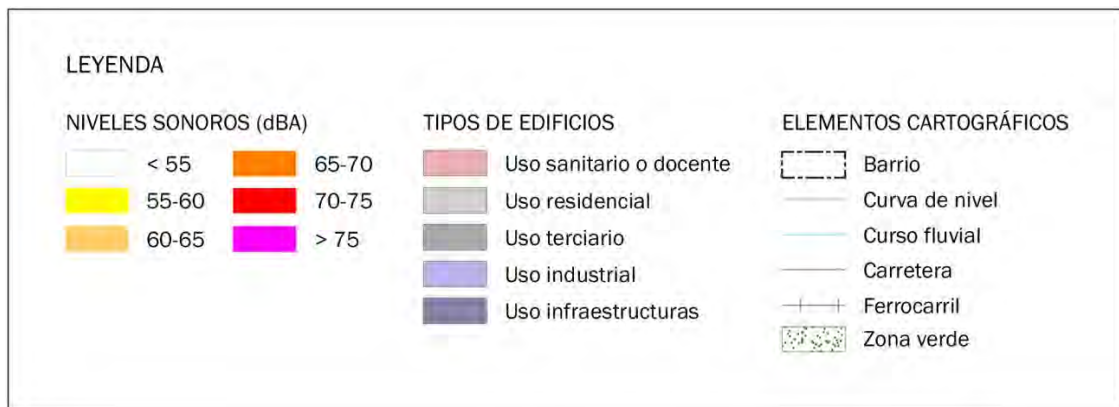 LEYENDA
NIVELES SONOROS (dBA)
< 55
55-60
60-65
65-70
70-75
> 75
TIPOS DE EDIFICIOS
Uso sanitario o docente
Uso residencial
Uso terciario
Uso industrial
Uso infraestructuras
ELEMENTOS CARTOGRÁFICOS
Barrio
Curva de nivel
Curso fluvial
Carretera
Ferrocarril
Zona verde